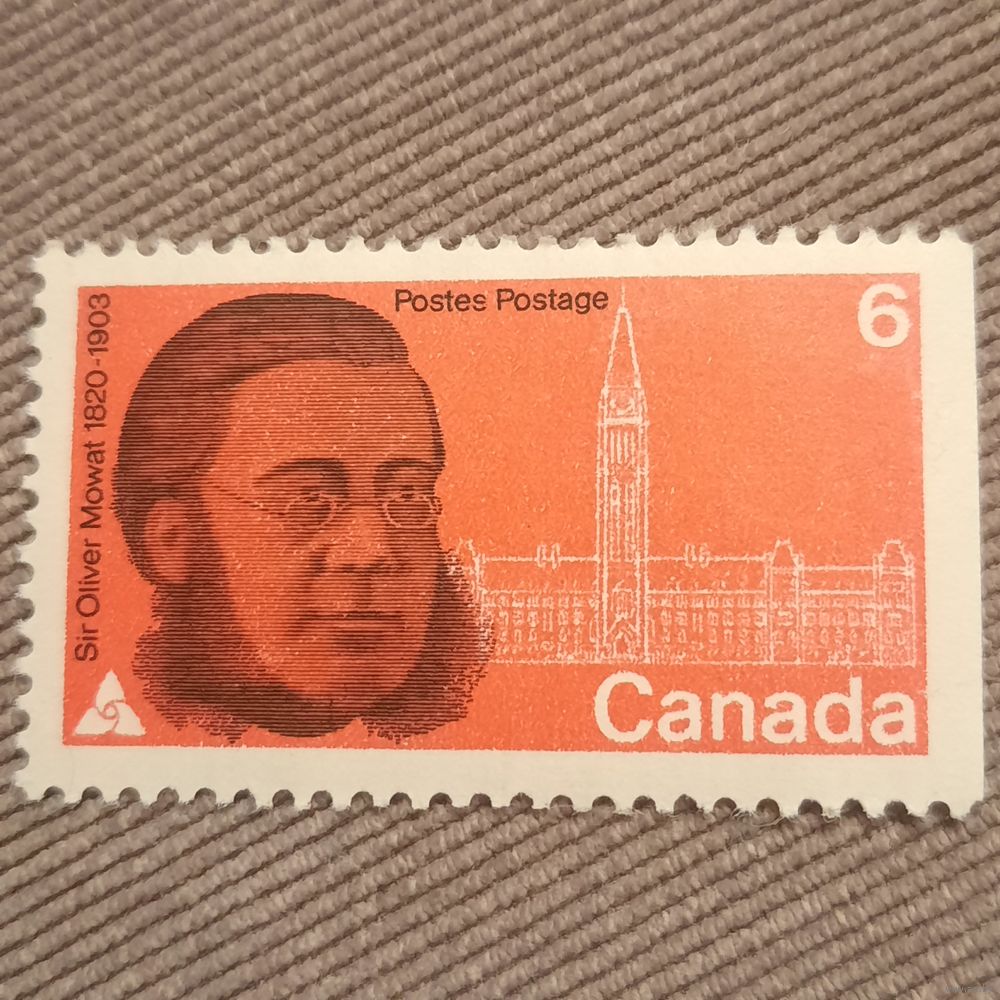 Postes Postage
6
Sir Oliver Mowat 1820-1903
Canada